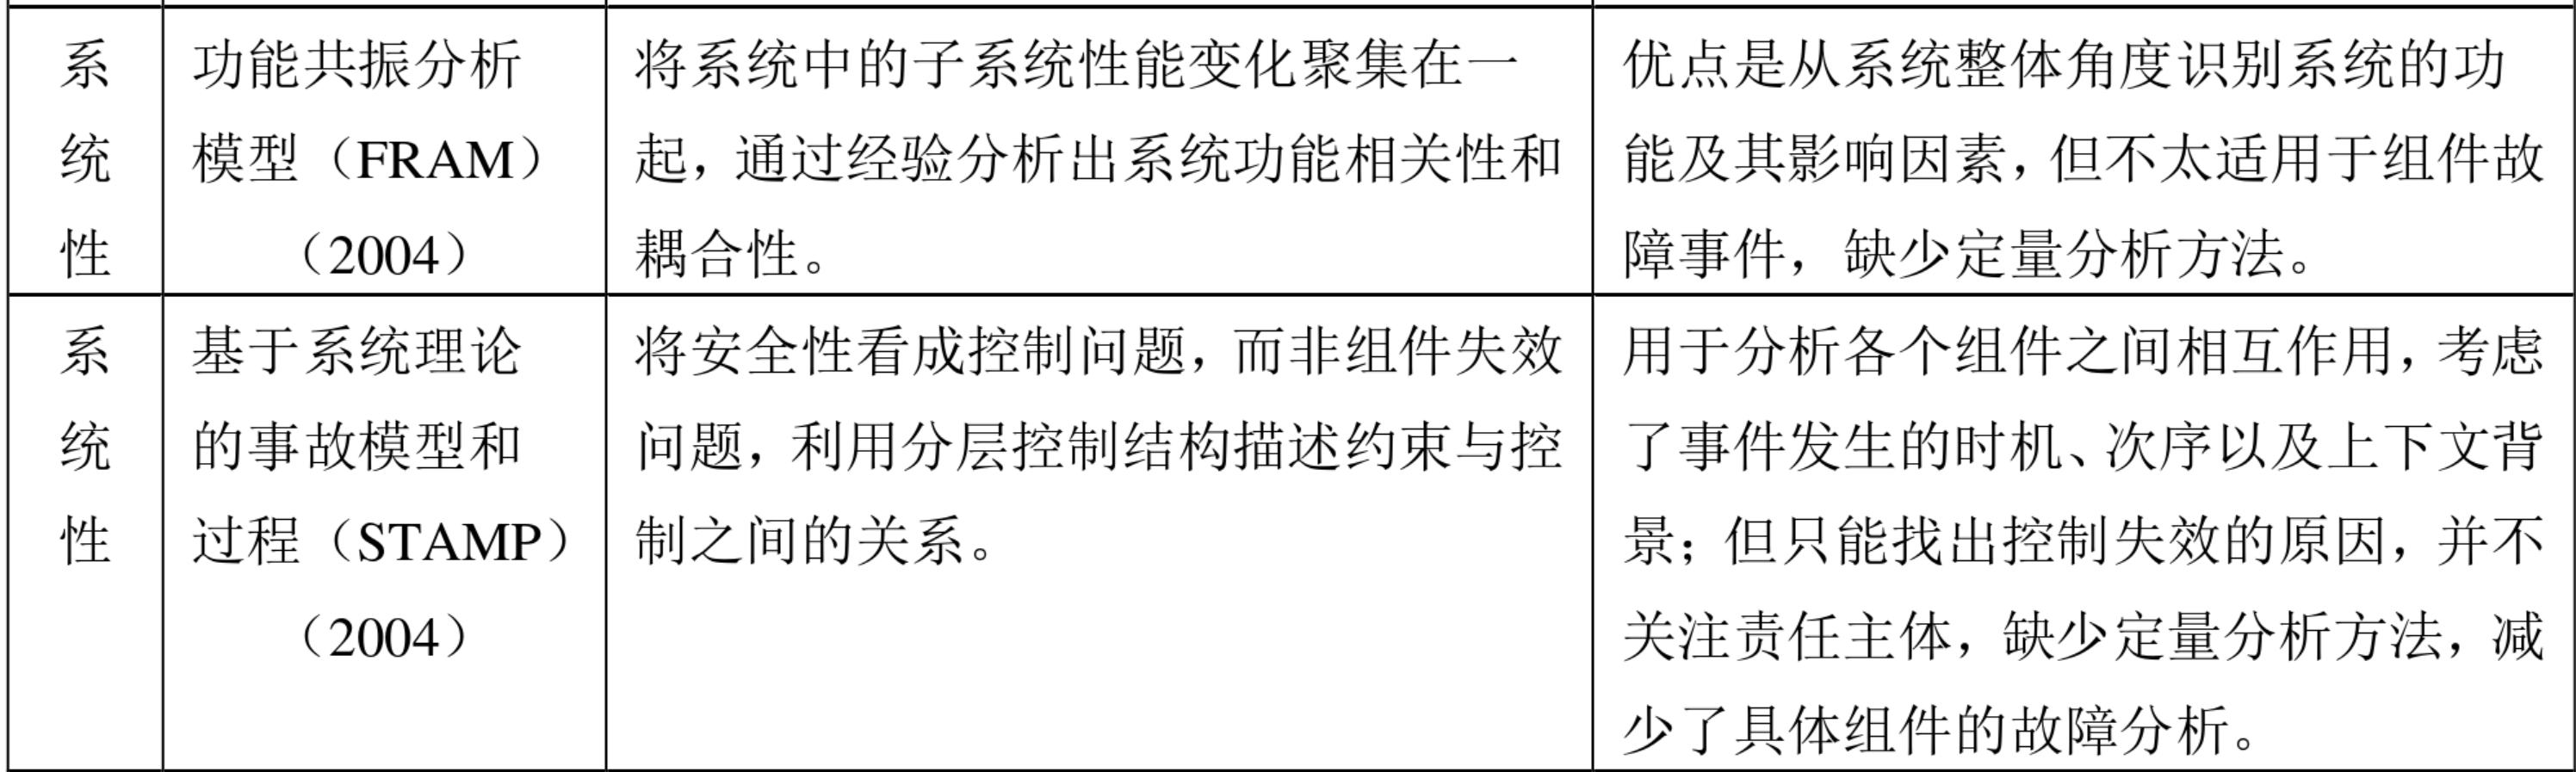 系
统
性
功能共振分析
模型（FRAM）
（2004）
将系统中的子系统性能变化聚集在一
起，通过经验分析出系统功能相关性和
耦合性。
优点是从系统整体角度识别系统的功
能及其影响因素，但不太适用于组件故
障事件，缺少定量分析方法。
系
统
性
基于系统理论
的事故模型和
过程（STAMP）
（2004）
将安全性看成控制问题，而非组件失效
问题，利用分层控制结构描述约束与控
制之间的关系。
用于分析各个组件之间相互作用，考虑
了事件发生的时机、次序以及上下文背
景；但只能找出控制失效的原因，并不
关注责任主体，缺少定量分析方法，减
少了具体组件的故障分析。